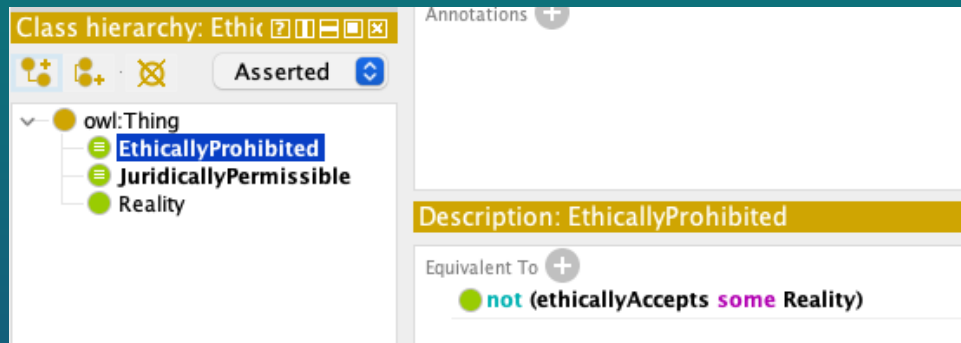 Class hierarchy: Ethic
Asserted
owl:Thing
EthicallyProhibited
JuridicallyPermissible
Reality
Annotations
Description: EthicallyProhibited
Equivalent To
not (ethicallyAccepts some Reality)